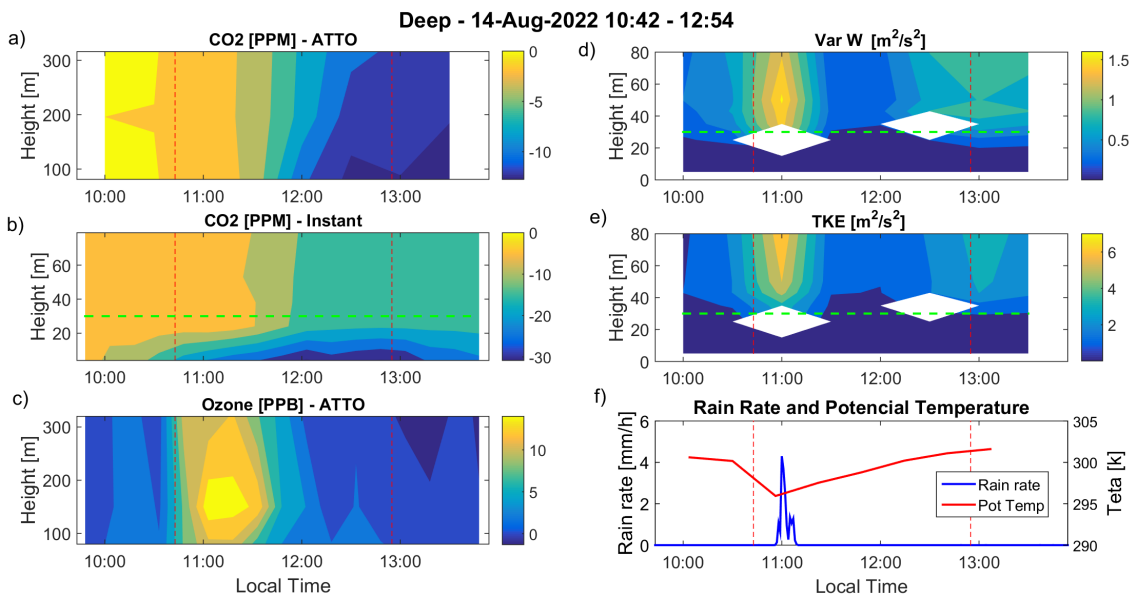 Deep - 14-Aug-2022 10:42 - 12:54
a)
CO2 [PPM] - ATTO
Height [m]
300
200
100
10:00 11:00 12:00 13:00
0
-5
-10
b)
CO2 [PPM] - Instant
Height [m]
60
40
20
10:00 11:00 12:00 13:00
0
-10
-20
-30
c)
Ozone [PPB] - ATTO
Height [m]
300
200
100
10:00 11:00 12:00 13:00
Local Time
10
5
0
d)
Var W [m²/s²]
Height [m]
80
60
40
20
0
10:00 11:00 12:00 13:00
1.5
1
0.5
e)
TKE [m²/s²]
Height [m]
80
60
40
20
0
10:00 11:00 12:00 13:00
6
4
2
f)
Rain Rate and Potencial Temperature
Rain rate [mm/h]
6
4
2
0
10:00 11:00 12:00 13:00
Local Time
305
300
295
290
Teta [K]
Rain rate
Pot Temp